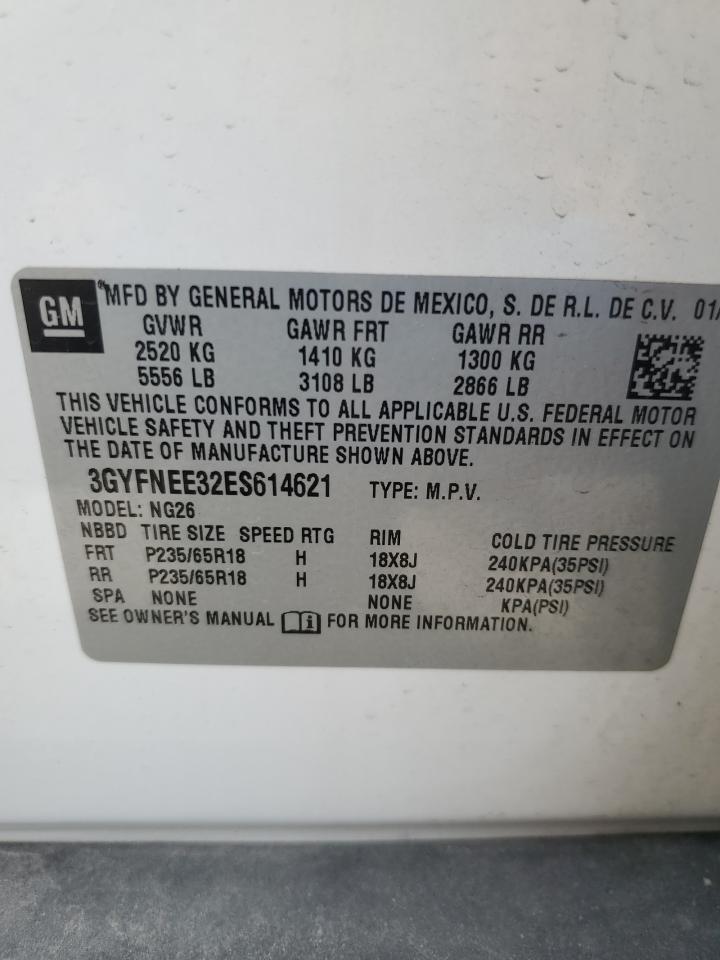 GM ® MFD BY GENERAL MOTORS DE MEXICO, S. DE R.L. DE C.V. 01/
GVWR GAWR FRT GAWR RR
2520 KG 1410 KG 1300 KG
5556 LB 3108 LB 2866 LB
THIS VEHICLE CONFORMS TO ALL APPLICABLE U.S. FEDERAL MOTOR
VEHICLE SAFETY AND THEFT PREVENTION STANDARDS IN EFFECT ON
THE DATE OF MANUFACTURE SHOWN ABOVE.
3GYFNEE32ES614621 TYPE: M.P.V.
MODEL: NG26
NBBD TIRE SIZE SPEED RTG RIM COLD TIRE PRESSURE
FRT P235/65R18 H 18X8J 240KPA(35PSI)
RR P235/65R18 H 18X8J 240KPA(35PSI)
SPA NONE NONE KPA(PSI)
SEE OWNER'S MANUAL i FOR MORE INFORMATION.